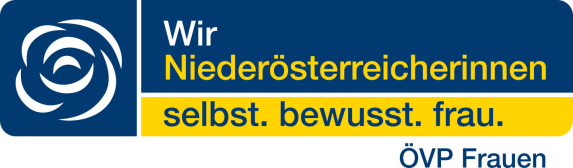 Wir
Niederösterreicherinnen
selbst. bewusst. frau.
ÖVP Frauen